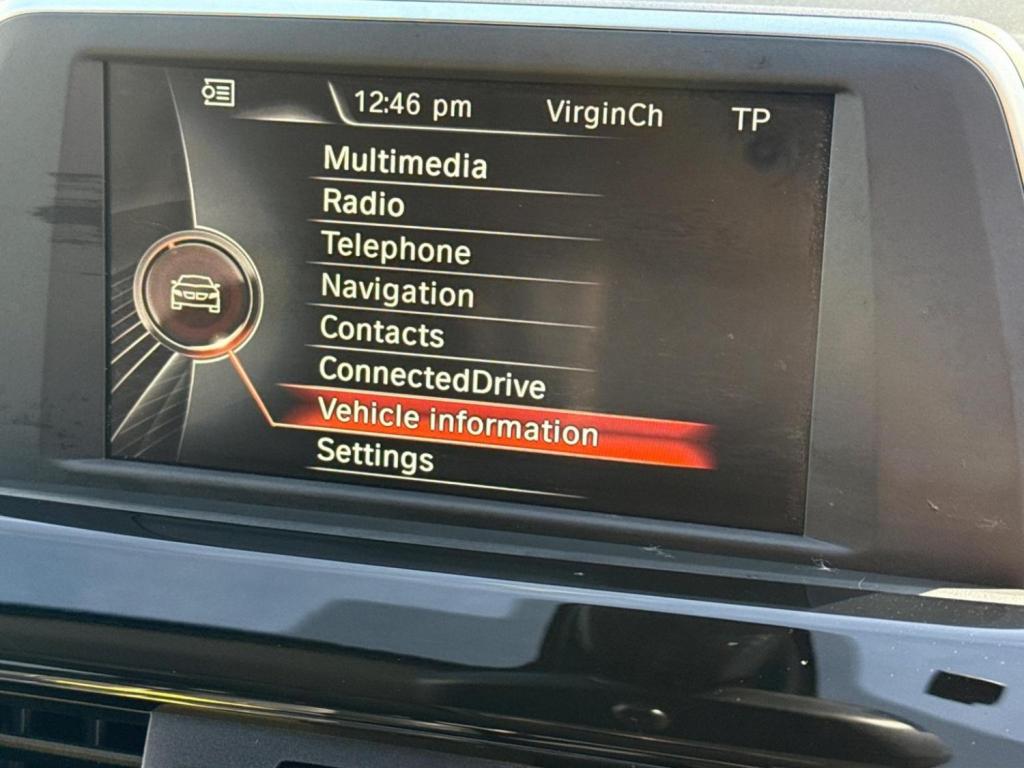 12:46 pm VirginCh TP
Multimedia
Radio
Telephone
Navigation
Contacts
ConnectedDrive
Vehicle information
Settings